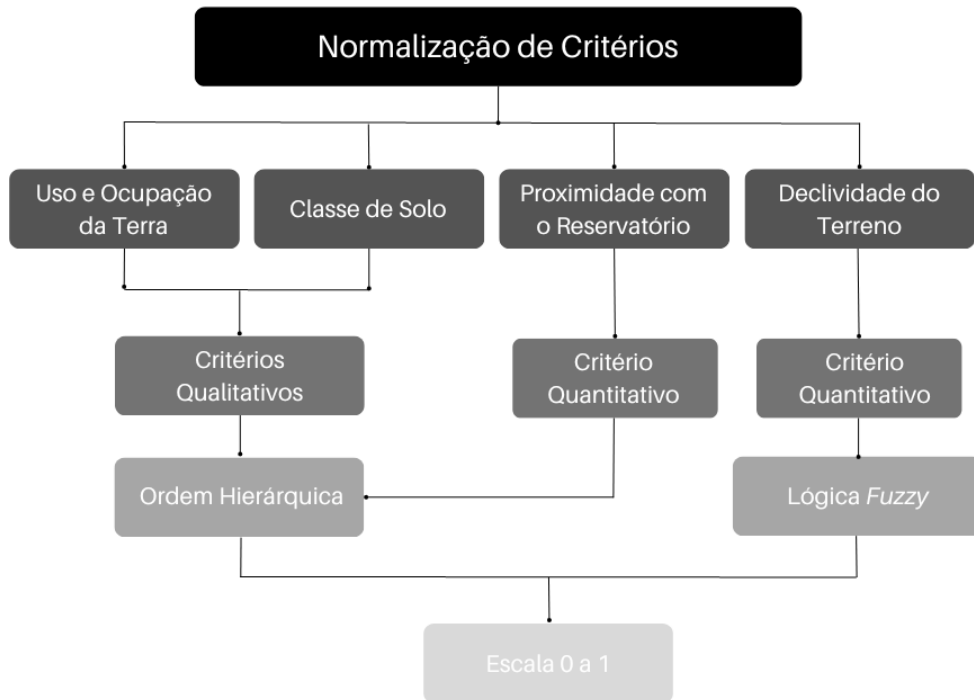 Normalização de Critérios
Uso e Ocupação
da Terra
Classe de Solo
Proximidade com
o Reservatório
Declividade do
Terreno
Critérios
Qualitativos
Critério
Quantitativo
Critério
Quantitativo
Ordem Hierárquica
Lógica Fuzzy
Escala 0 a 1